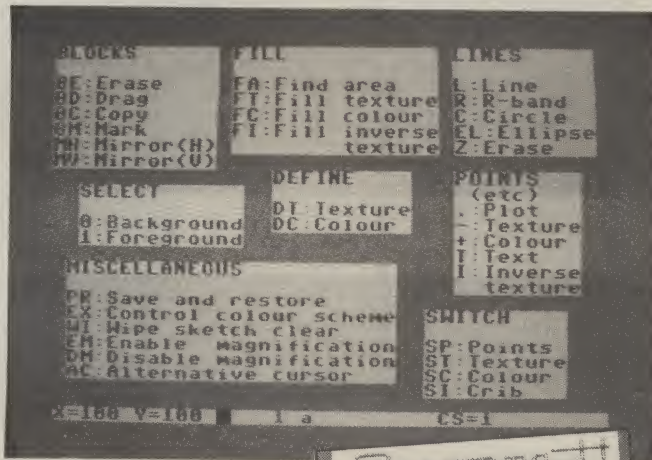 BLOCKS
BE:Erase
BD:Drag
BC:Copy
BM:Mark
MH:Mirror(H)
MV:Mirror(V)
FILL
FA:Find area
FT:Fill texture
FC:Fill colour
FI:Fill inverse
texture
LINES
L:Line
R:R-band
C:Circle
EL:Ellipse
Z:Erase
SELECT
0:Background
1:Foreground
DEFINE
DT:Texture
DC:Colour
POINTS
(etc)
.:Plot
-:Texture
+:Colour
T:Text
I:Inverse
texture
MISCELLANEOUS
PR:Save and restore
EX:Control colour scheme
WI:Wipe sketch clear
EM:Enable magnification
DM:Disable magnification
AC:Alternative cursor
SWITCH
SP:Points
ST:Texture
SC:Colour
SI:Crib
X=100 Y=100 1 a CS=1